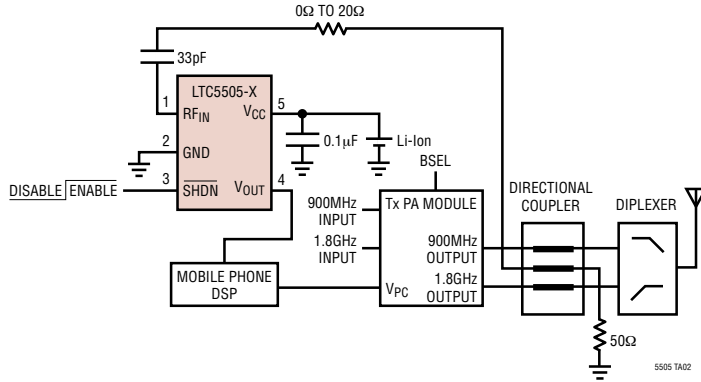 0Ω TO 20Ω
33pF
LTC5505-X
1
5
RFIN
VCC
2
GND
0.1µF
Li-Ion
DISABLE ENABLE
3
4
SHDN
VOUT
BSEL
Tx PA MODULE
DIRECTIONAL
COUPLER
DIPLEXER
900MHz
INPUT
1.8GHz
INPUT
900MHz
OUTPUT
1.8GHz
OUTPUT
MOBILE PHONE
DSP
VPC
50Ω
5505 TA02